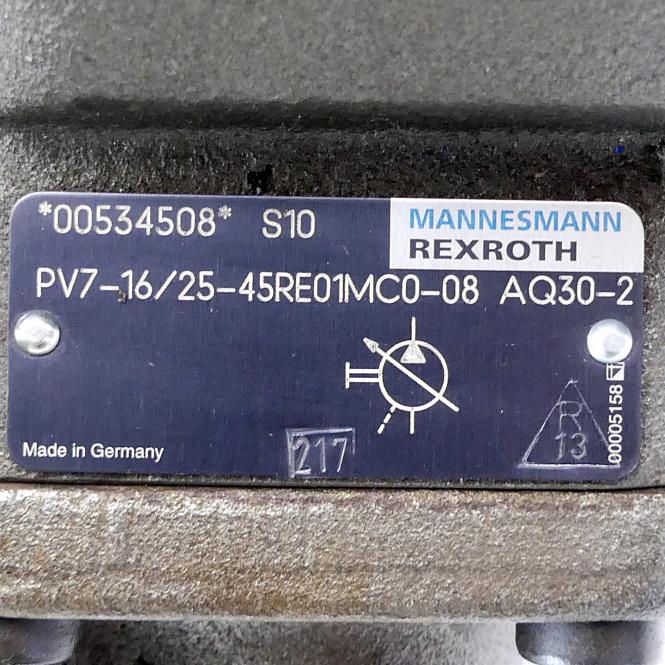 *00534508* S10
MANNESMANN
REXROTH
PV7-16/25-45RE01MC0-08 AQ30-2
Made in Germany
217
R
13
00005158